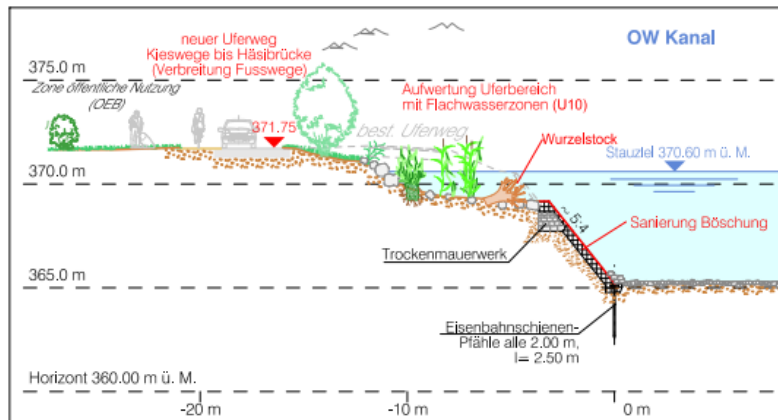 OW Kanal
neuer Uferweg
Kieswege bis Häsibrücke
(Verbreitung Fusswege)
375.0 m
Zone öffentliche Nutzung
(OEB)
Aufwertung Uferbereich
mit Flachwasserzonen (U10)
371.75
best. Uferweg
Wurzelstock
Stauziel 370.60 m ü. M.
370.0 m
~ 5:4
Sanierung Böschung
Trockenmauerwerk
365.0 m
Eisenbahnschienen-
Pfähle alle 2.00 m,
l= 2.50 m
Horizont 360.00 m ü. M.
-20 m
-10 m
0 m